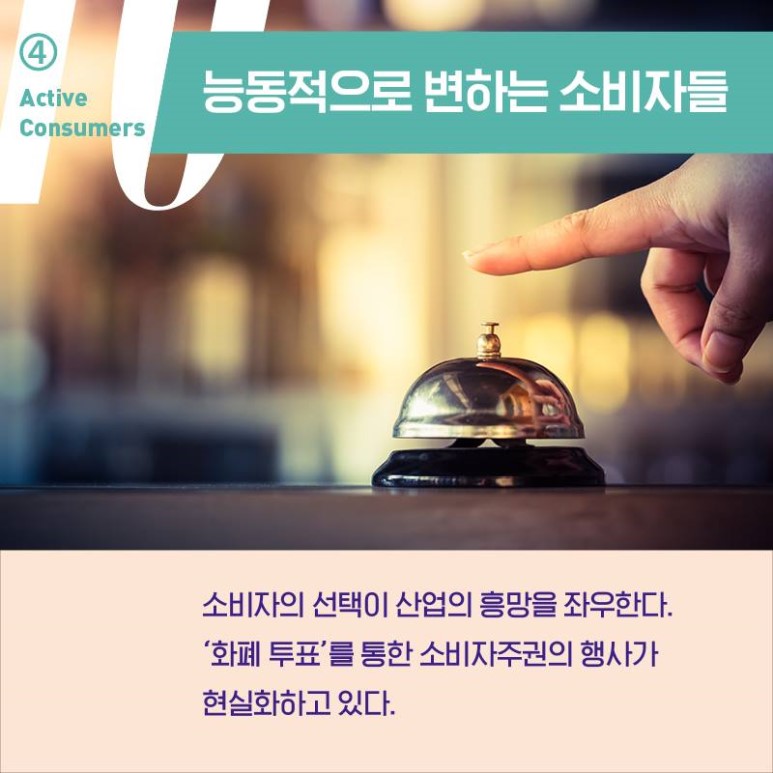 ④
Active
Consumers
10
능동적으로 변하는 소비자들
소비자의 선택이 산업의 흥망을 좌우한다.
‘화폐 투표’를 통한 소비자주권의 행사가
현실화하고 있다.